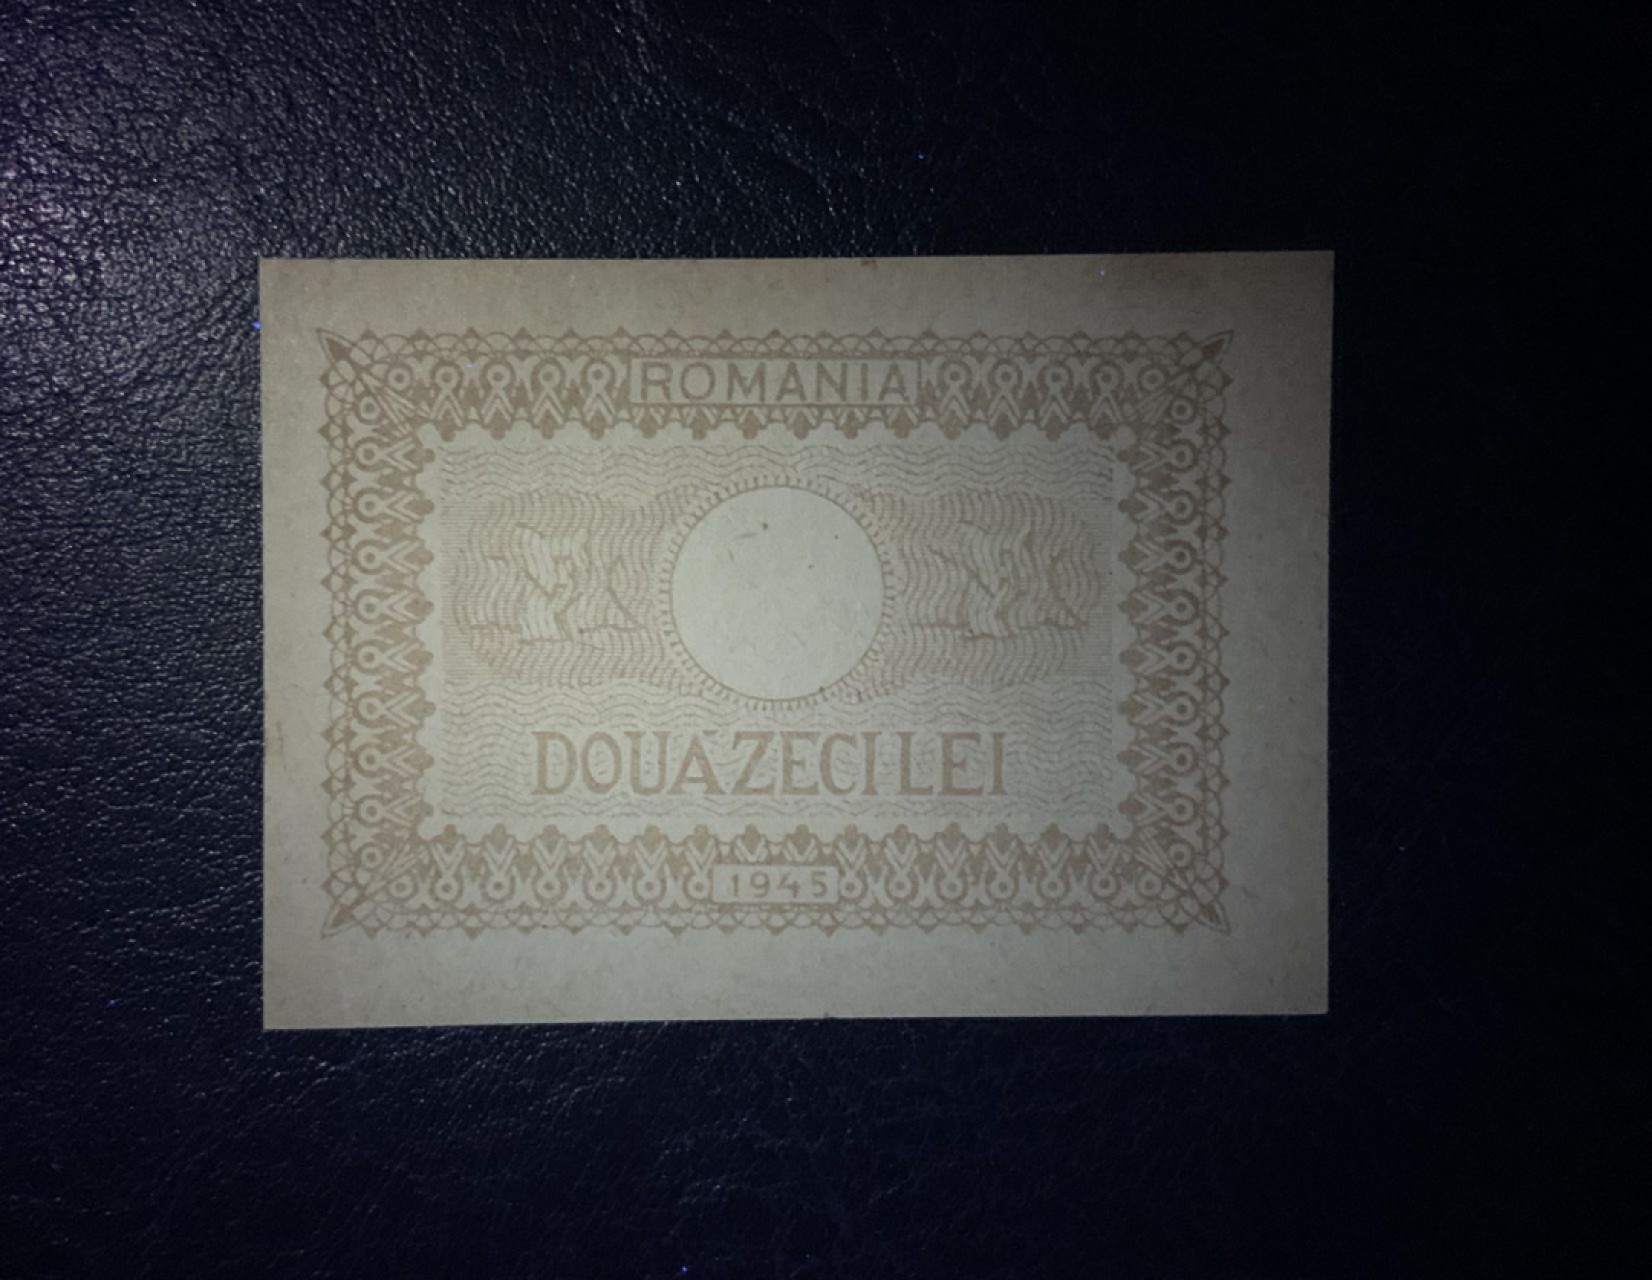 ROMANIA
DOUĂZECI LEI
1945